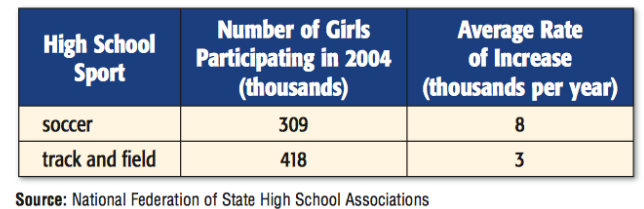 High School Sport
Number of Girls Participating in 2004 (thousands)
Average Rate of Increase (thousands per year)
soccer 309 8
track and field 418 3
Source: National Federation of State High School Associations